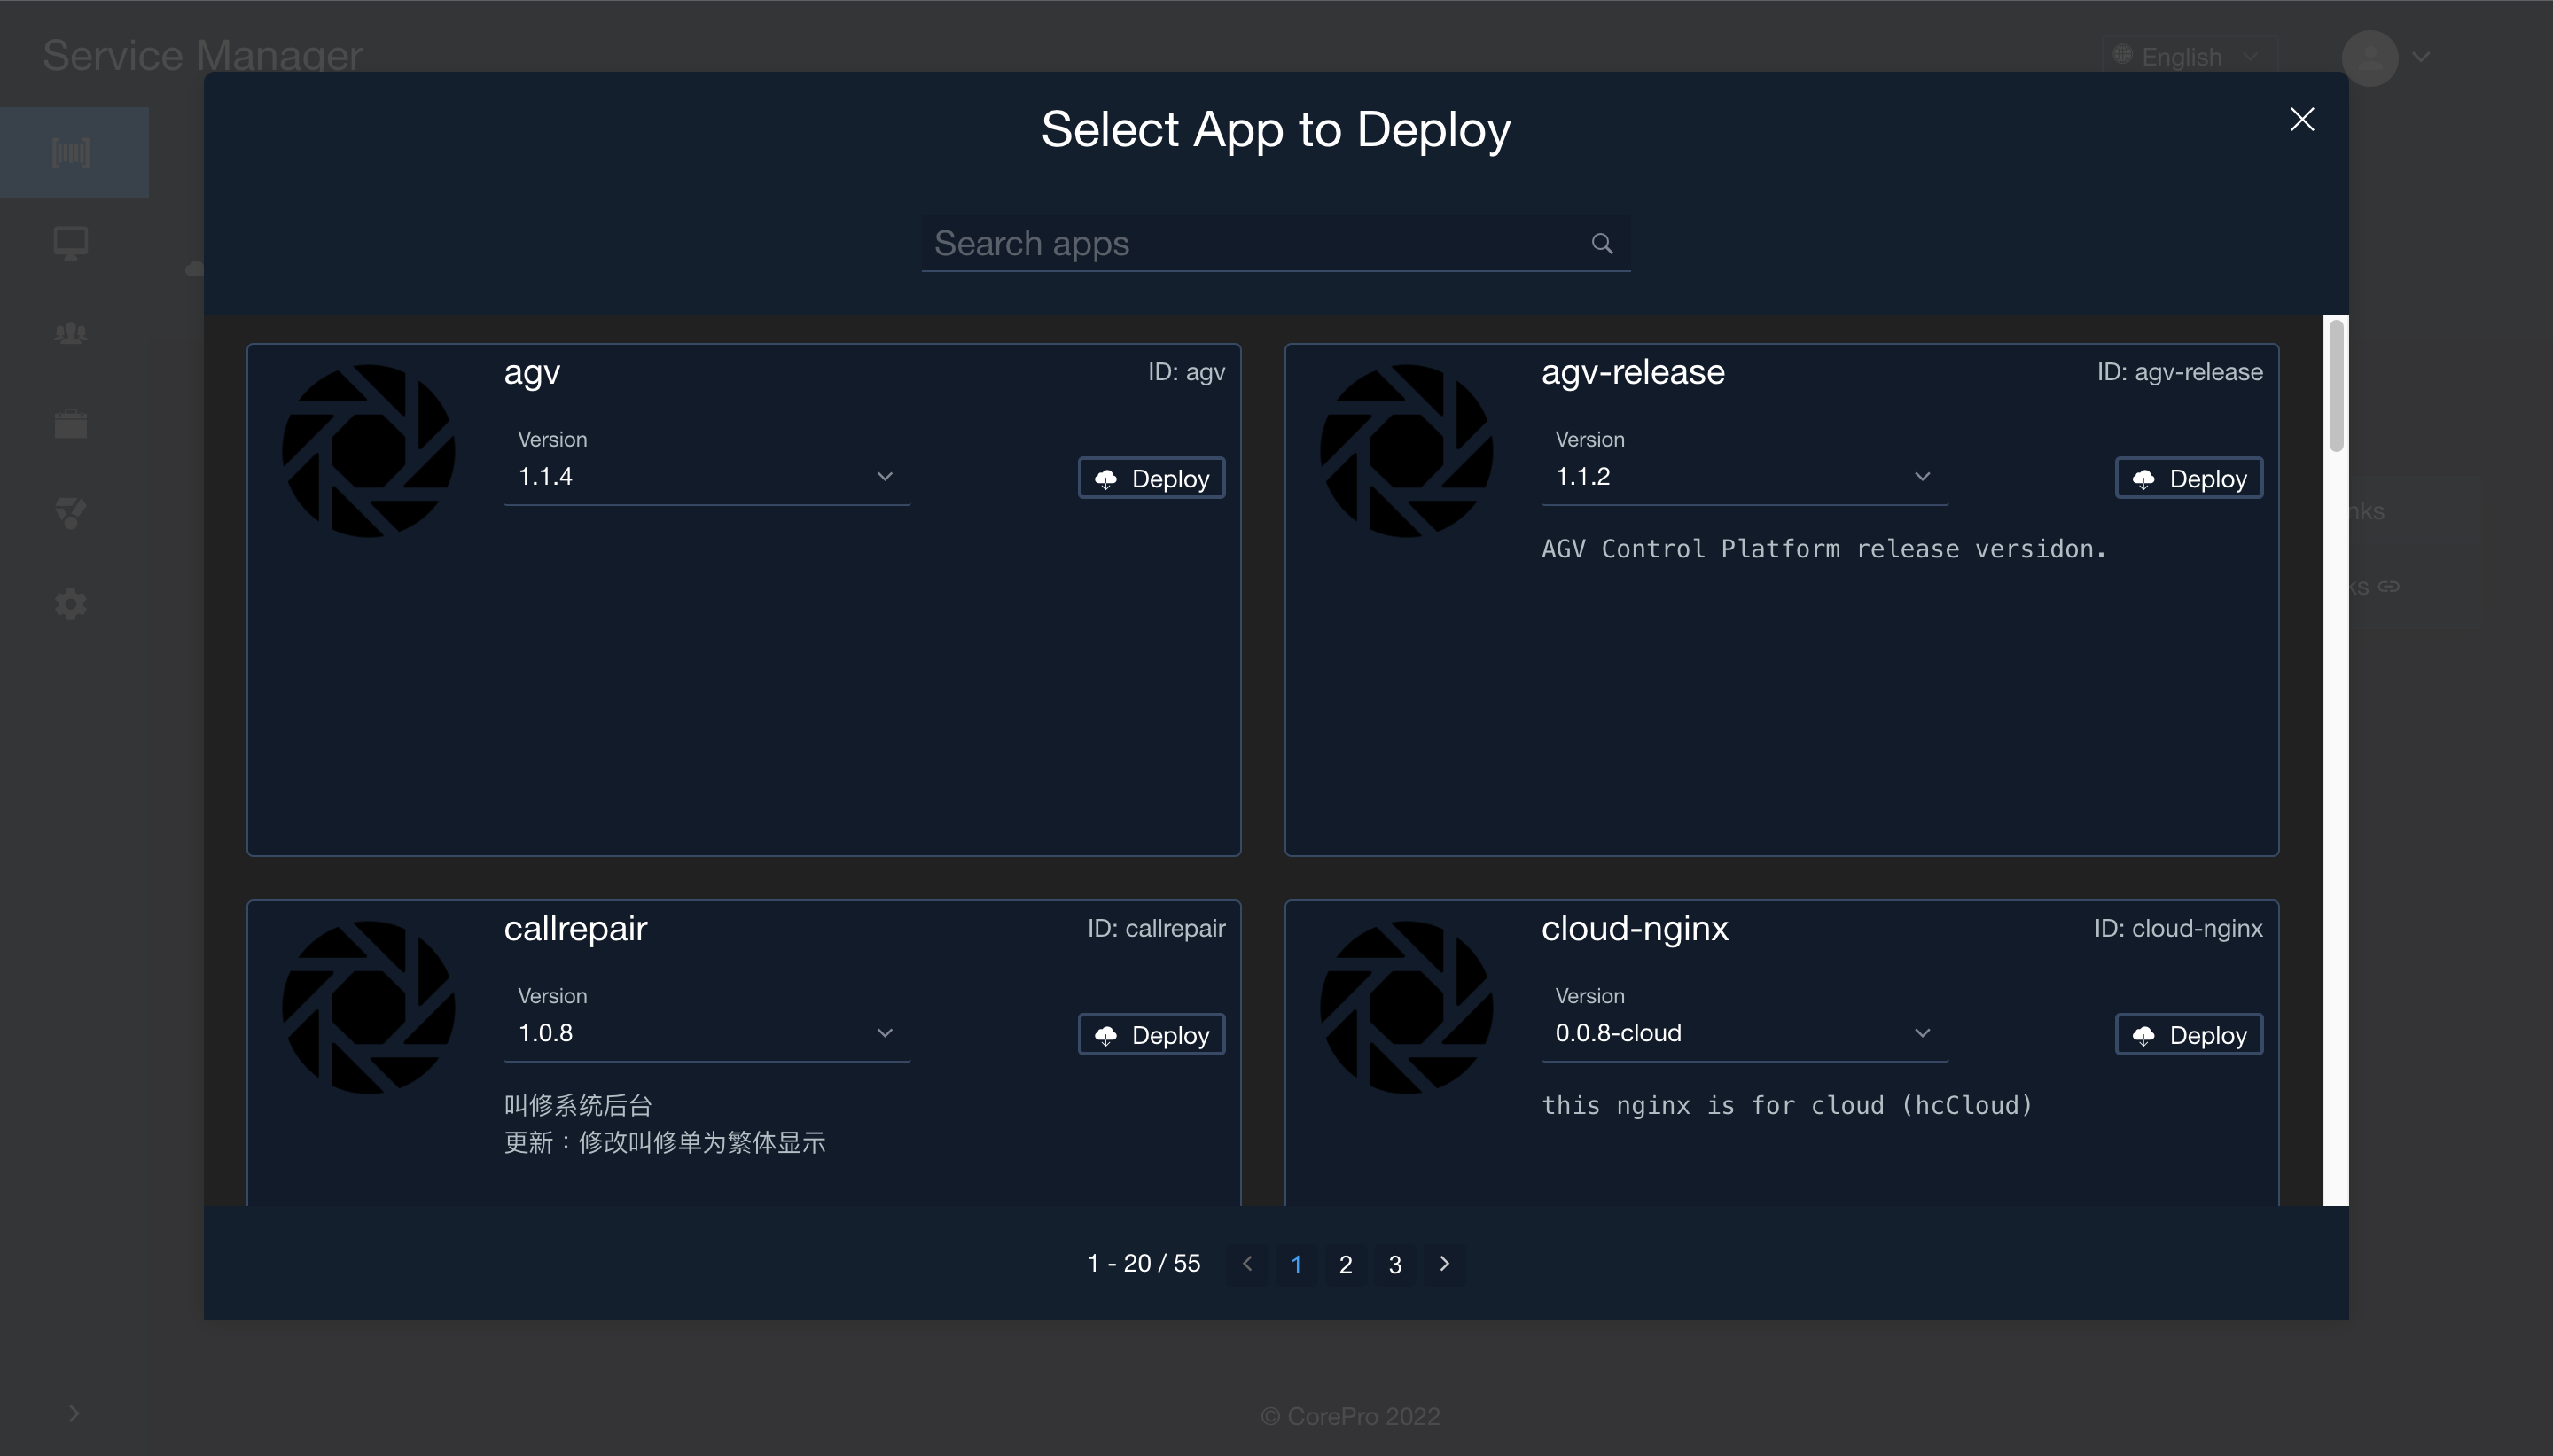 Service Manager
English
Select App to Deploy
Search apps
agv
ID: agv
Version
1.1.4
Deploy
agv-release
ID: agv-release
Version
1.1.2
Deploy
AGV Control Platform release versidon.
callrepair
ID: callrepair
Version
1.0.8
Deploy
叫修系统后台
更新：修改叫修单为繁体显示
cloud-nginx
ID: cloud-nginx
Version
0.0.8-cloud
Deploy
this nginx is for cloud (hcCloud)
1 - 20 / 55
1 2 3
© CorePro 2022